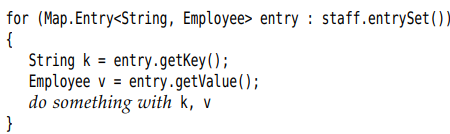 for (Map.Entry<String, Employee> entry : staff.entrySet())
{
   String k = entry.getKey();
   Employee v = entry.getValue();
   do something with k, v
}